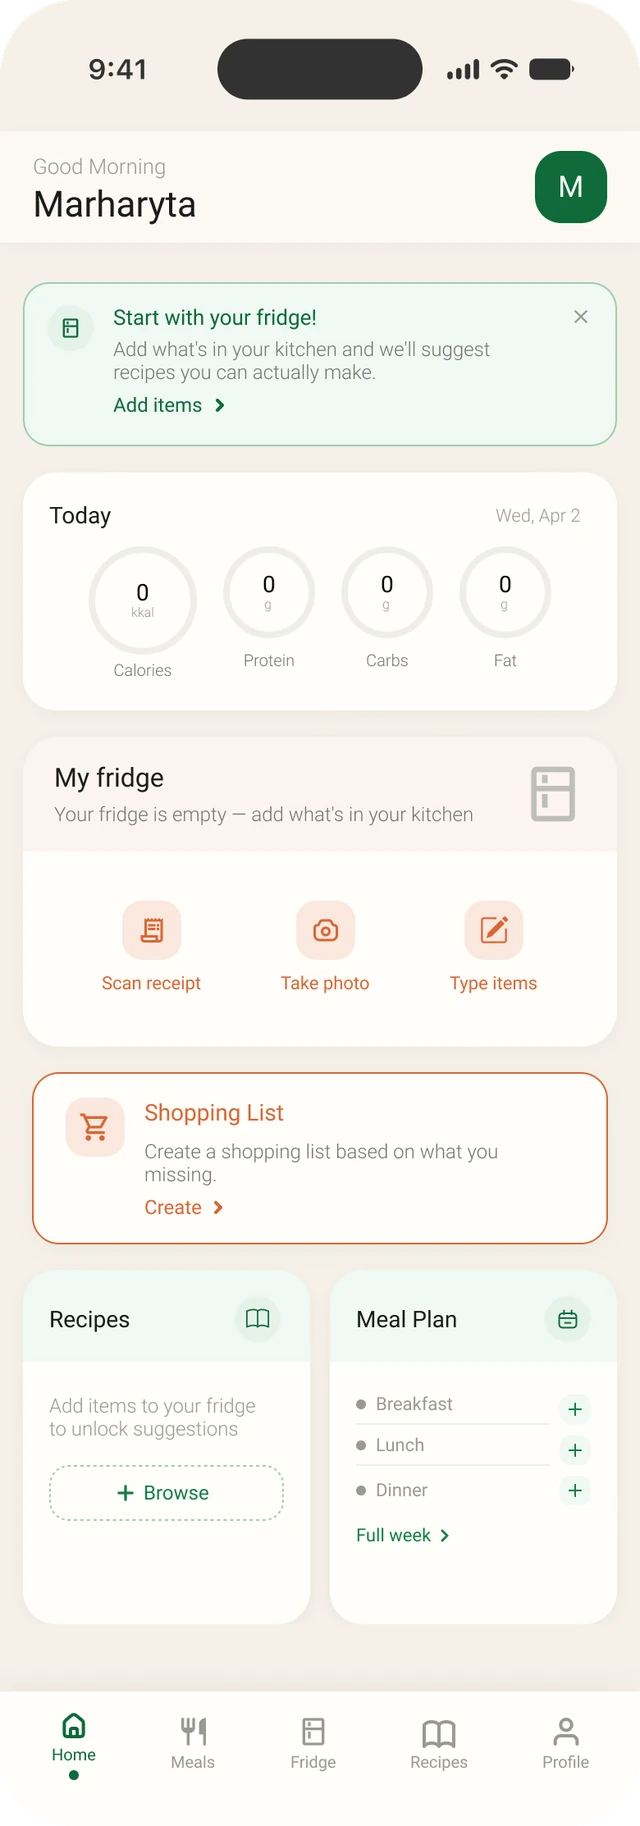 9:41
Good Morning
Marharyta
M
Start with your fridge!
Add what's in your kitchen and we'll suggest
recipes you can actually make.
Add items
Today
Wed, Apr 2
0
kkal
Calories
0
g
Protein
0
g
Carbs
0
g
Fat
My fridge
Your fridge is empty — add what's in your kitchen
Scan receipt
Take photo
Type items
Shopping List
Create a shopping list based on what you
missing.
Create
Recipes
Add items to your fridge
to unlock suggestions
+ Browse
Meal Plan
Breakfast +
Lunch +
Dinner +
Full week
Home
Meals
Fridge
Recipes
Profile